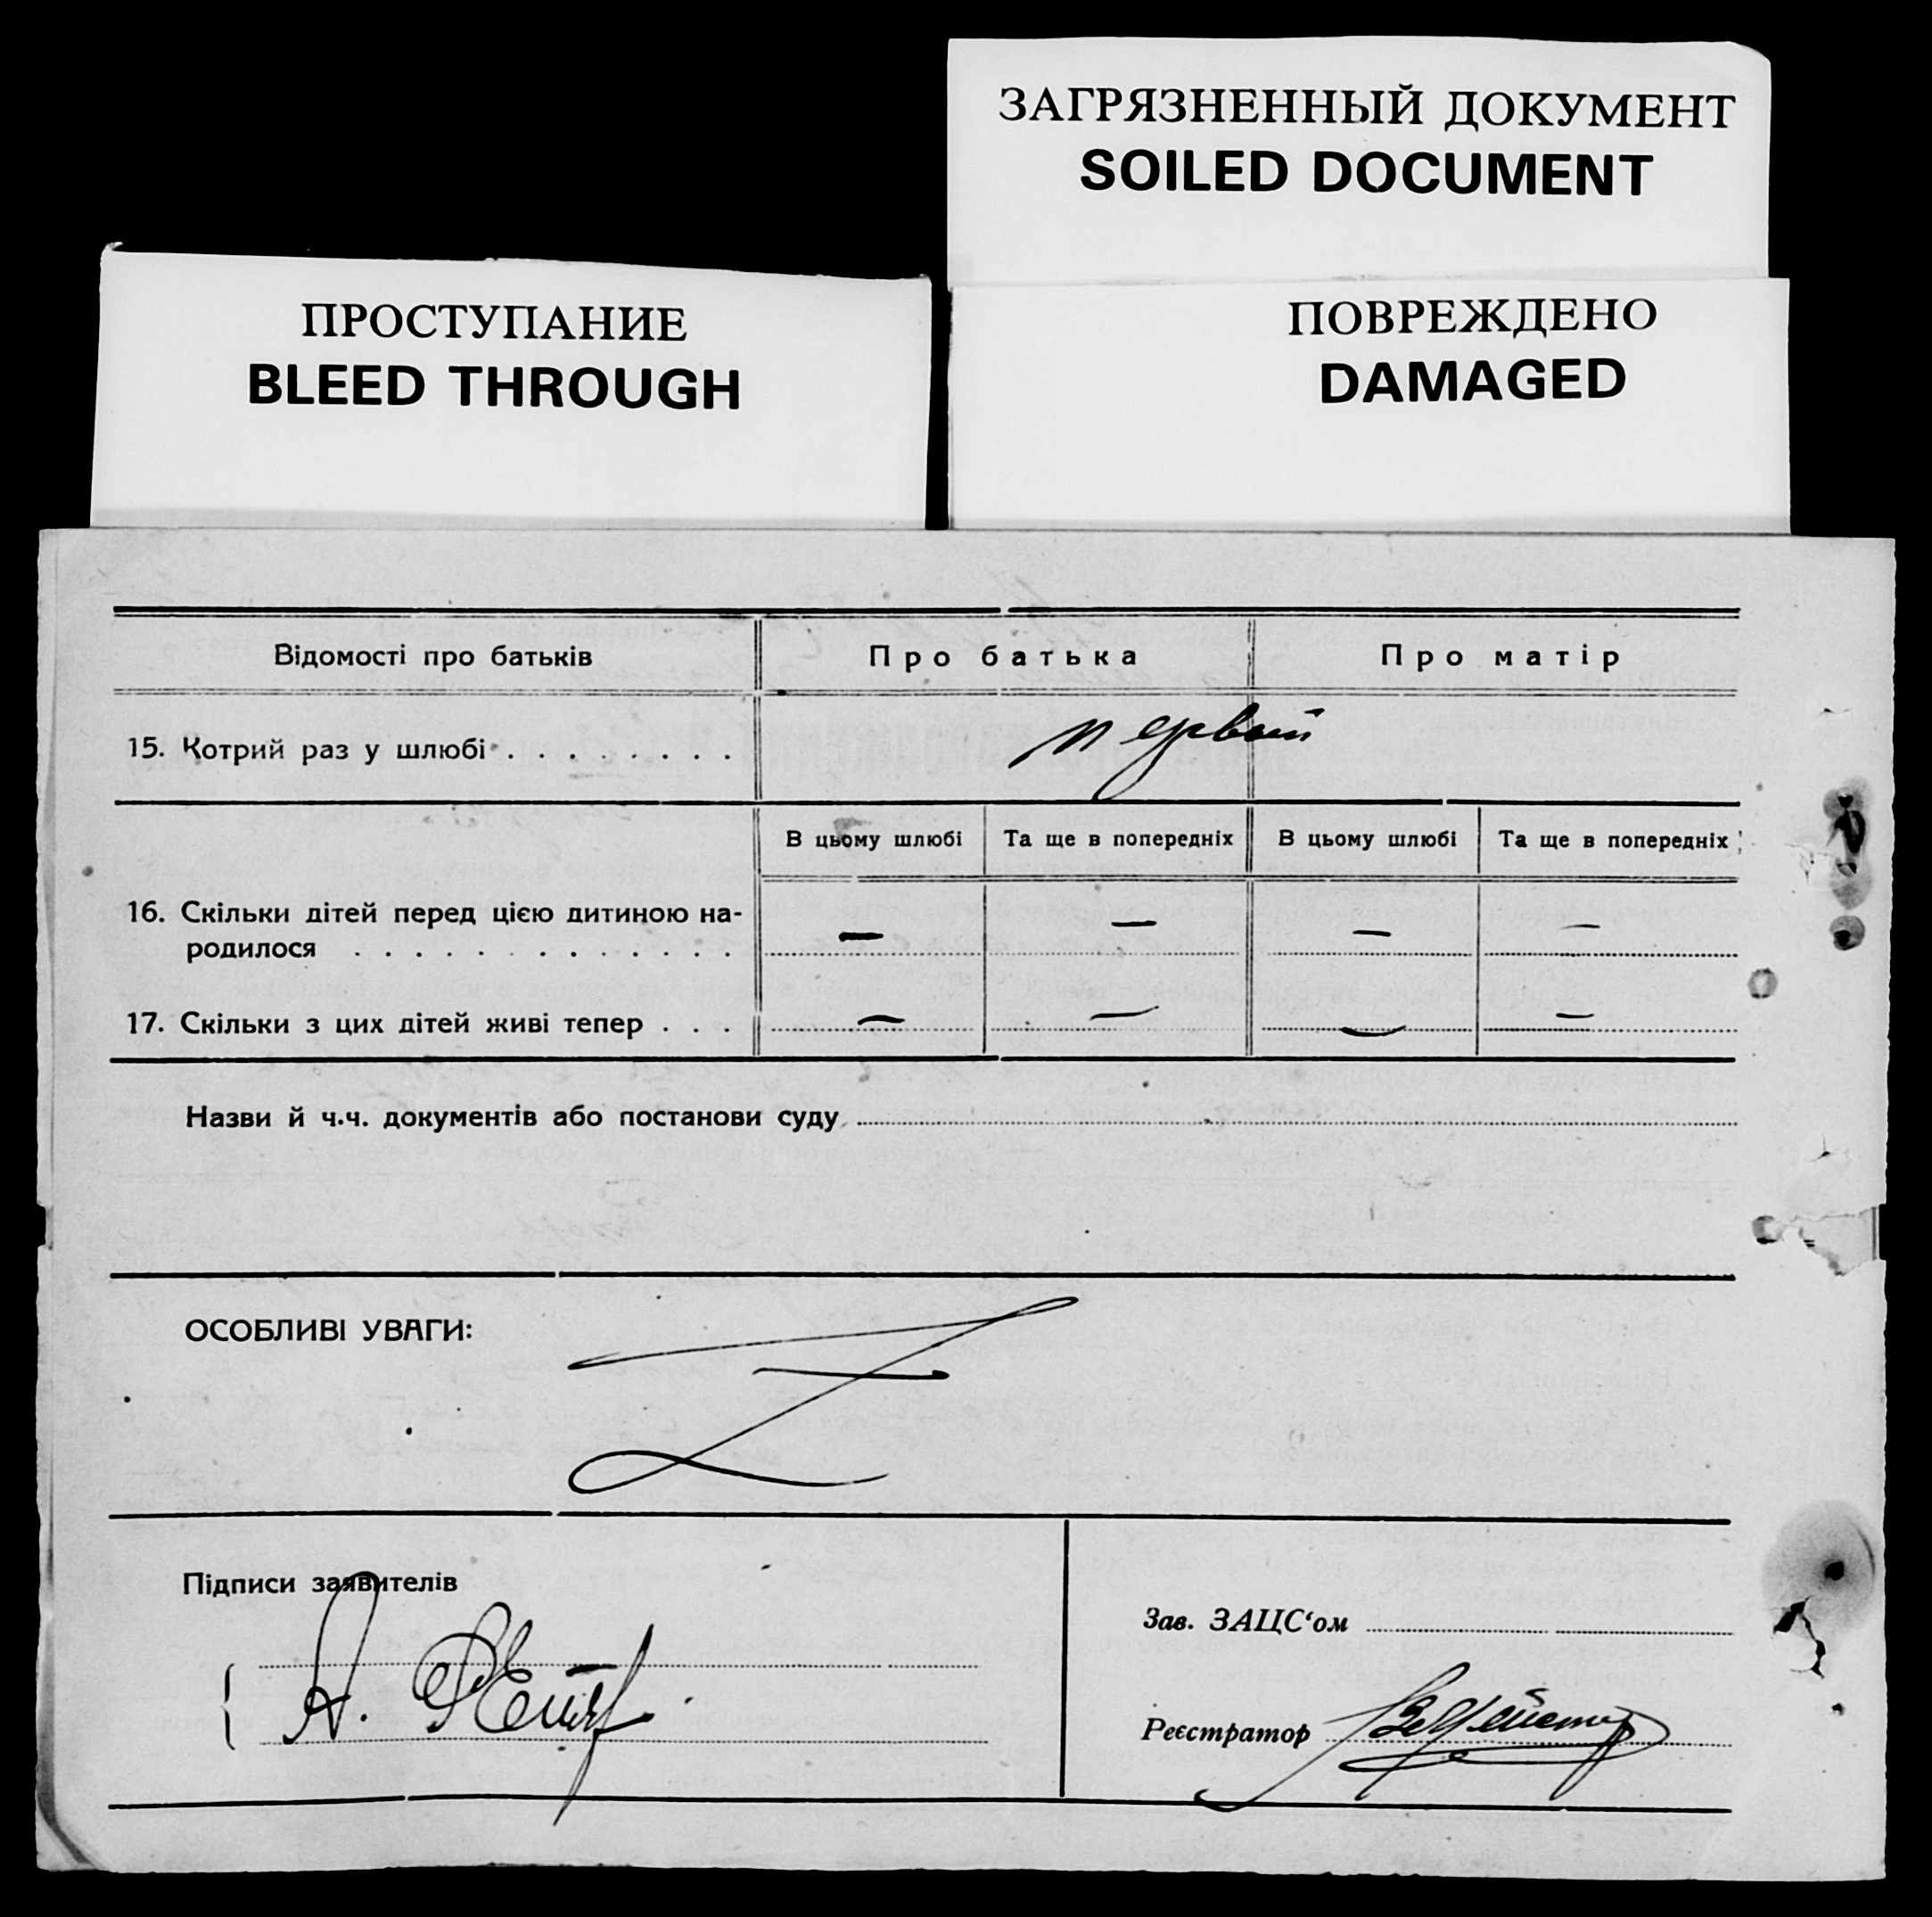 ЗАГРЯЗНЕННЫЙ ДОКУМЕНТ
SOILED DOCUMENT
ПРОСТУПАНИЕ
BLEED THROUGH
ПОВРЕЖДЕНО
DAMAGED
Відомості про батьків Про батька Про матір
15. Котрий раз у шлюбі . . . . . . . . первый
В цьому шлюбі Та ще в попередніх В цьому шлюбі Та ще в попередніх
16. Скільки дітей перед цією дитиною на-
родилося . . . . . . . . . . . . . — — — —
17. Скільки з цих дітей живі тепер . . . — — — —
Назви й ч.ч. документів або постанови суду
ОСОБЛИВІ УВАГИ:
Підписи заявителів
Зав. ЗАЦС‘ом
А.
Реєстратор